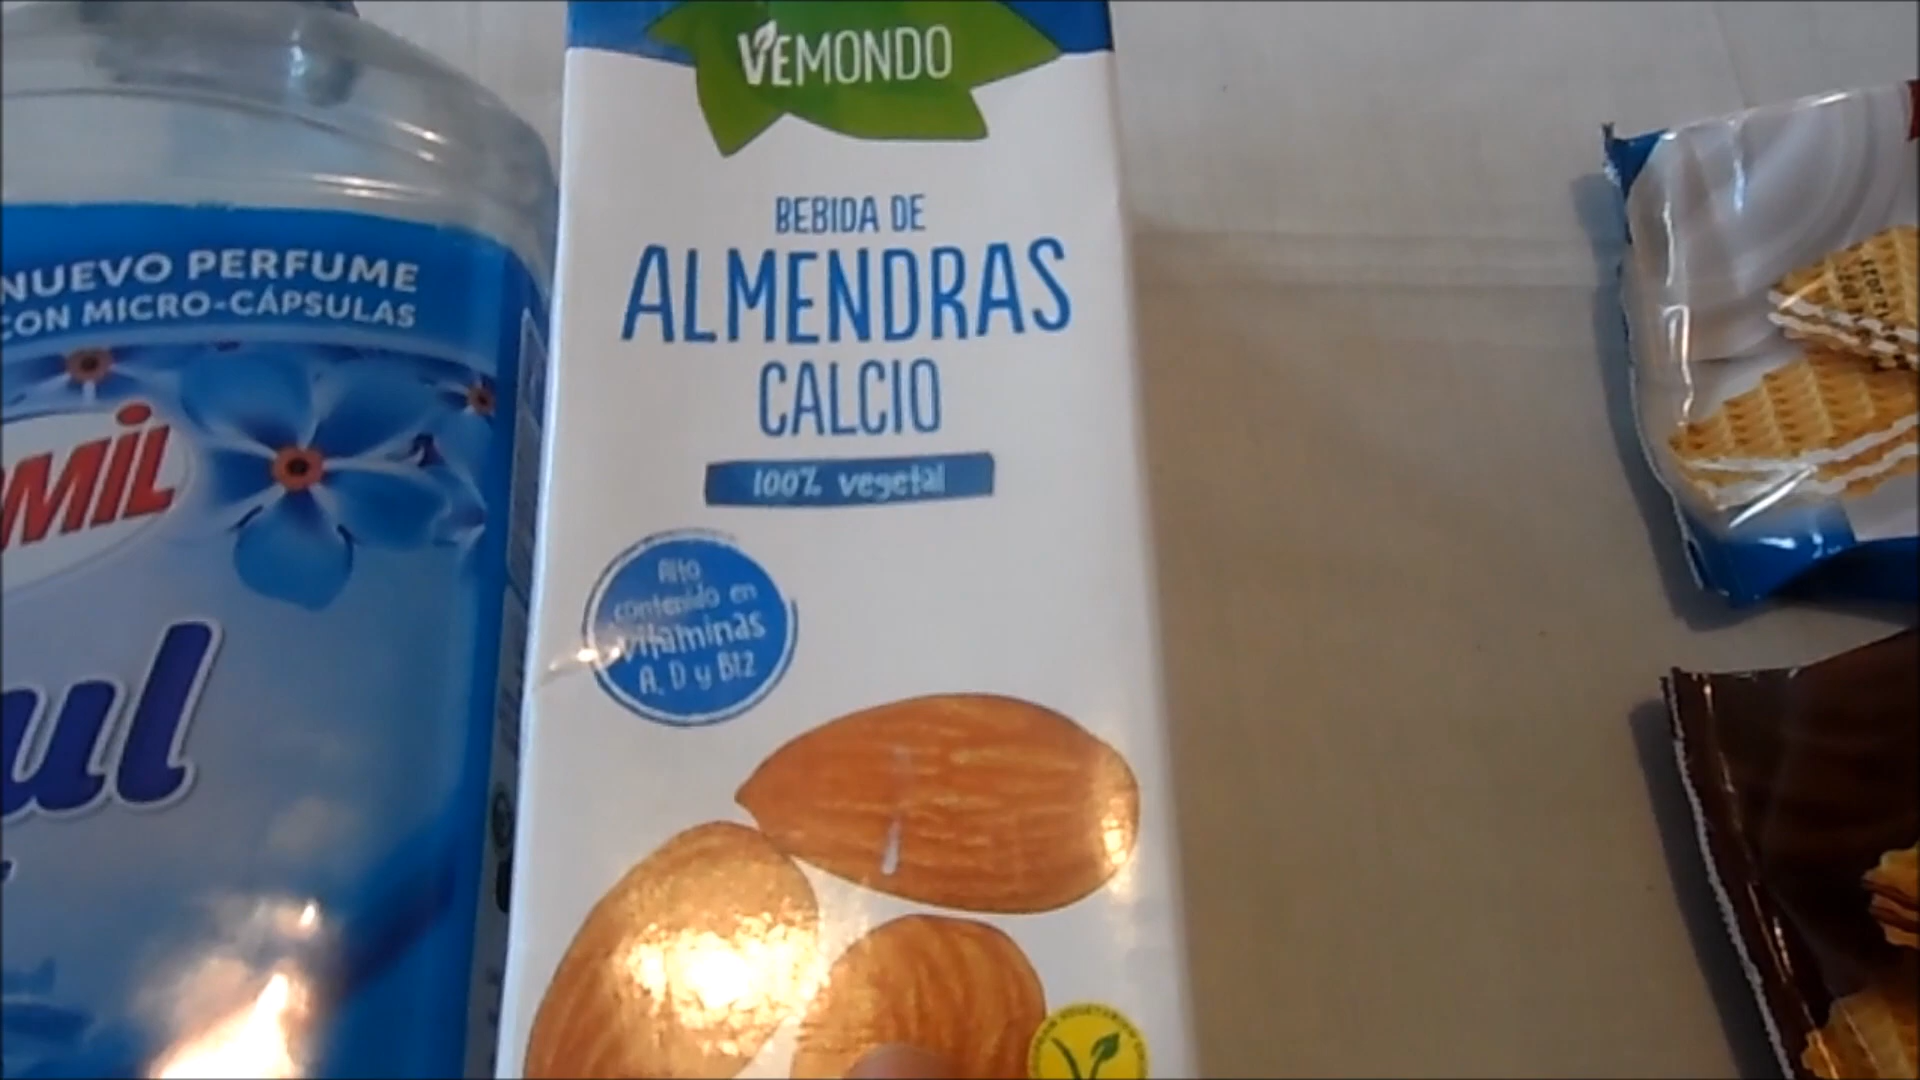 NUEVO PERFUME
CON MICRO-CÁPSULAS
MIL
ul
VEMONDO
BEBIDA DE
ALMENDRAS
CALCIO
100% vegetal
Alto
contenido en
vitaminas
A, D y B12